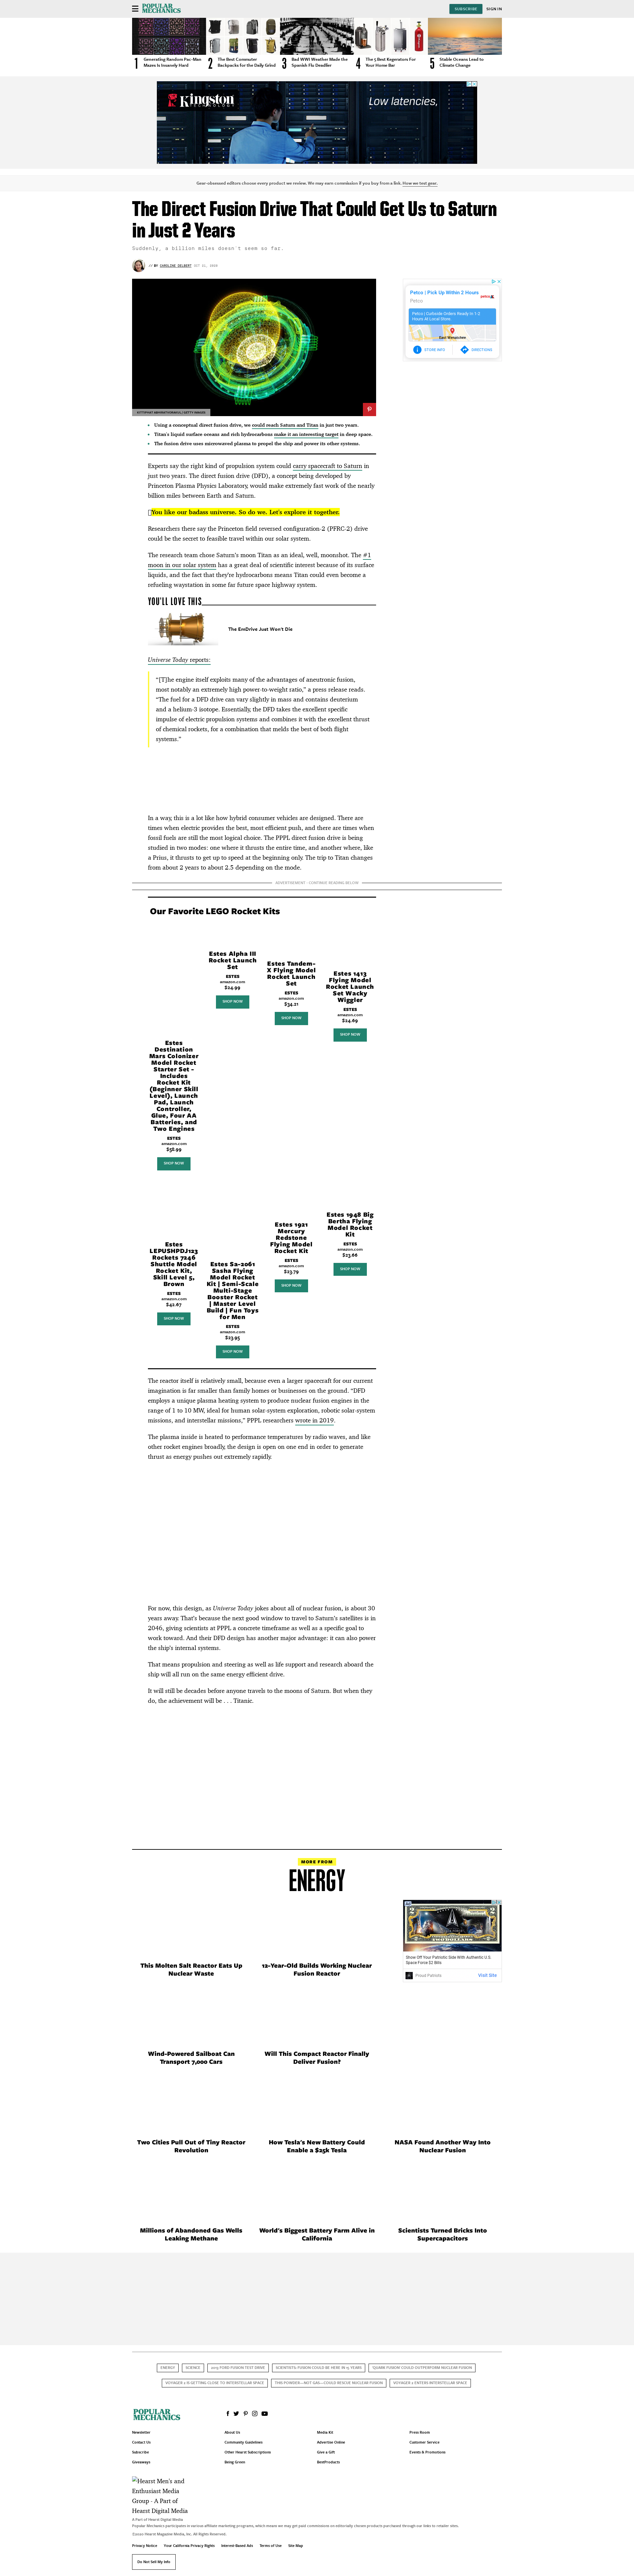 POPULAR MECHANICS
SUBSCRIBE
SIGN IN
1 Generating Random Pac-Man
Mazes Is Insanely Hard
2 The Best Commuter
Backpacks for the Daily Grind
3 Bad WWI Weather Made the
Spanish Flu Deadlier
4 The 5 Best Kegerators For
Your Home Bar
5 Stable Oceans Lead to
Climate Change
Kingston
Low latencies,
Gear-obsessed editors choose every product we review. We may earn commission if you buy from a link. How we test gear.
The Direct Fusion Drive That Could Get Us to Saturn
in Just 2 Years
Suddenly, a billion miles doesn't seem so far.
BY CAROLINE DELBERT
• Using a conceptual direct fusion drive, we could reach Saturn and Titan in just two years.
• Titan's liquid surface oceans and rich hydrocarbons make it an interesting target in deep space.
• The fusion drive uses microwaved plasma to propel the ship and power its other systems.
Experts say the right kind of propulsion system could carry spacecraft to Saturn in
just two years. The direct fusion drive (DFD), a concept being developed by
Princeton Plasma Physics Laboratory, would make extremely fast work of the nearly
billion miles between Earth and Saturn.
You like our badass universe. So do we. Let's explore it together.
Researchers there say the Princeton field reversed configuration-2 (PFRC-2) drive
could be the secret to feasible travel within our solar system.
The research team chose Saturn's moon Titan as an ideal, well, moonshot. The #1
moon in our solar system has a great deal of scientific interest because of its surface
liquids, and the fact that they're hydrocarbons means Titan could even become a
refueling waystation in some far future space highway system.
YOU'LL LOVE THIS
The EmDrive Just Won't Die
Universe Today reports:
“[T]he engine itself exploits many of the advantages of aneutronic fusion,
most notably an extremely high power-to-weight ratio,” a press release reads.
“The fuel for a DFD drive can vary slightly in mass and contains deuterium
and a helium-3 isotope. Essentially, the DFD takes the excellent specific
impulse of electric propulsion systems and combines it with the excellent thrust
of chemical rockets, for a combination that melds the best of both flight
systems.”
In a way, this is a lot like how hybrid consumer vehicles are designed. There are
times when electric provides the best, most efficient push, and there are times when
fossil fuels are still the most logical choice. The PPPL direct fusion drive is being
studied in two modes: one where it thrusts the entire time, and another where, like
a Prius, it thrusts to get up to speed at the beginning only. The trip to Titan changes
from about 2 years to about 2.5 depending on the mode.
ADVERTISEMENT - CONTINUE READING BELOW
Our Favorite LEGO Rocket Kits
Estes
Destination
Mars Colonizer
Model Rocket
Starter Set -
Includes
Rocket Kit
(Beginner Skill
Level), Launch
Pad, Launch
Controller,
Glue, Four AA
Batteries, and
Two Engines
ESTES
amazon.com
$58.99
SHOP NOW
Estes Alpha III
Rocket Launch
Set
ESTES
amazon.com
$24.99
SHOP NOW
Estes Tandem-
X Flying Model
Rocket Launch
Set
ESTES
amazon.com
$34.21
SHOP NOW
Estes 1413
Flying Model
Rocket Launch
Set Wacky
Wiggler
ESTES
amazon.com
$24.69
SHOP NOW
Estes
LEPUSHPDJ123
Rockets 7246
Shuttle Model
Rocket Kit,
Skill Level 5,
Brown
ESTES
amazon.com
$42.67
SHOP NOW
Estes Sa-2061
Sasha Flying
Model Rocket
Kit | Semi-Scale
Multi-Stage
Booster Rocket
| Master Level
Build | Fun Toys
for Men
ESTES
amazon.com
$23.95
SHOP NOW
Estes 1921
Mercury
Redstone
Flying Model
Rocket Kit
ESTES
amazon.com
$23.79
SHOP NOW
Estes 1948 Big
Bertha Flying
Model Rocket
Kit
ESTES
amazon.com
$23.66
SHOP NOW
The reactor itself is relatively small, because even a larger spacecraft for our current
imagination is far smaller than family homes or businesses on the ground. “DFD
employs a unique plasma heating system to produce nuclear fusion engines in the
range of 1 to 10 MW, ideal for human solar-system exploration, robotic solar-system
missions, and interstellar missions,” PPPL researchers wrote in 2019.
The plasma inside is heated to performance temperatures by radio waves, and like
other rocket engines broadly, the design is open on one end in order to generate
thrust as energy pushes out extremely rapidly.
For now, this design, as Universe Today jokes about all of nuclear fusion, is about 30
years away. That's because the next good window to travel to Saturn's satellites is in
2046, giving scientists at PPPL a concrete timeframe as well as a specific goal to
work toward. And their DFD design has another major advantage: it can also power
the ship's internal systems.
That means propulsion and steering as well as life support and research aboard the
ship will all run on the same energy efficient drive.
It will still be decades before anyone travels to the moons of Saturn. But when they
do, the achievement will be . . . Titanic.
Petco | Pick Up Within 2 Hours
Petco
Petco | Curbside Orders Ready In 1-2
Hours At Local Store.
East Wenatchee
STORE INFO
DIRECTIONS
MORE FROM
ENERGY
This Molten Salt Reactor Eats Up
Nuclear Waste
12-Year-Old Builds Working Nuclear
Fusion Reactor
Show Off Your Patriotic Side With Authentic U.S.
Space Force $2 Bills
Proud Patriots
Visit Site
Wind-Powered Sailboat Can
Transport 7,000 Cars
Will This Compact Reactor Finally
Deliver Fusion?
Two Cities Pull Out of Tiny Reactor
Revolution
How Tesla's New Battery Could
Enable a $25k Tesla
NASA Found Another Way Into
Nuclear Fusion
Millions of Abandoned Gas Wells
Leaking Methane
World's Biggest Battery Farm Alive in
California
Scientists Turned Bricks Into
Supercapacitors
ENERGY
SCIENCE
2013 FORD FUSION TEST DRIVE
SCIENTISTS: FUSION COULD BE HERE IN 15 YEARS
QUARK FUSION COULD OUTPERFORM NUCLEAR FUSION
VOYAGER 2 IS GETTING CLOSE TO INTERSTELLAR SPACE
THIS POWDER—NOT GAS—COULD RESCUE NUCLEAR FUSION
VOYAGER 2 ENTERS INTERSTELLAR SPACE
POPULAR MECHANICS
Newsletter
About Us
Media Kit
Press Room
Contact Us
Community Guidelines
Advertise Online
Customer Service
Subscribe
Other Hearst Subscriptions
Give a Gift
Events & Promotions
Giveaways
Being Green
BestProducts
Hearst Men's and
Enthusiast Media
Group - A Part of
Hearst Digital Media
A Part of Hearst Digital Media
Popular Mechanics participates in various affiliate marketing programs, which means we may get paid commissions on editorially chosen products purchased through our links to retailer sites.
©2020 Hearst Magazine Media, Inc. All Rights Reserved.
Privacy Notice
Your California Privacy Rights
Interest-Based Ads
Terms of Use
Site Map
Do Not Sell My Info